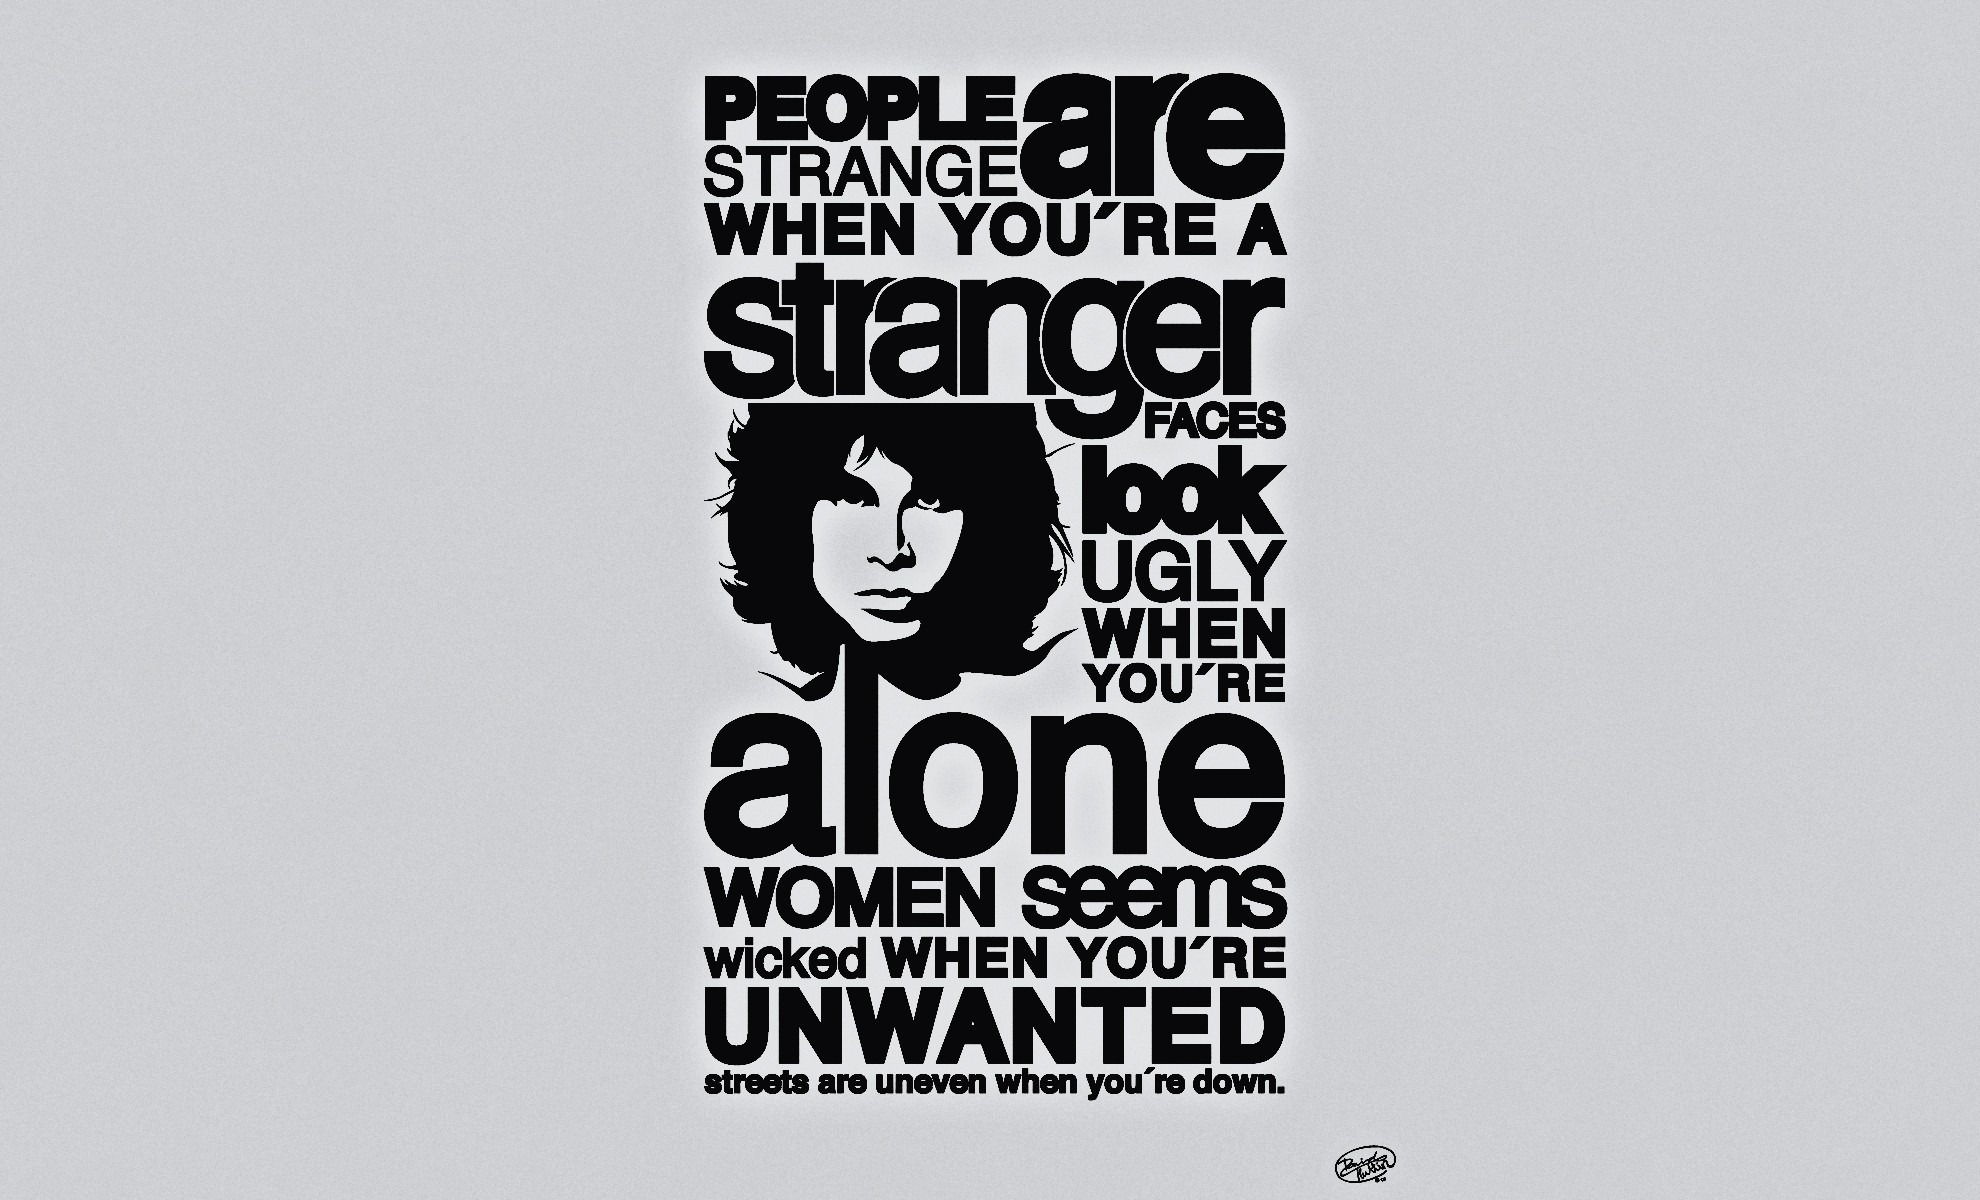 PEOPLE are
STRANGE
WHEN YOU´RE A
stranger
FACES
look
UGLY
WHEN
YOU´RE
alone
WOMEN seems
wicked WHEN YOU´RE
UNWANTED
streets are uneven when you´re down.